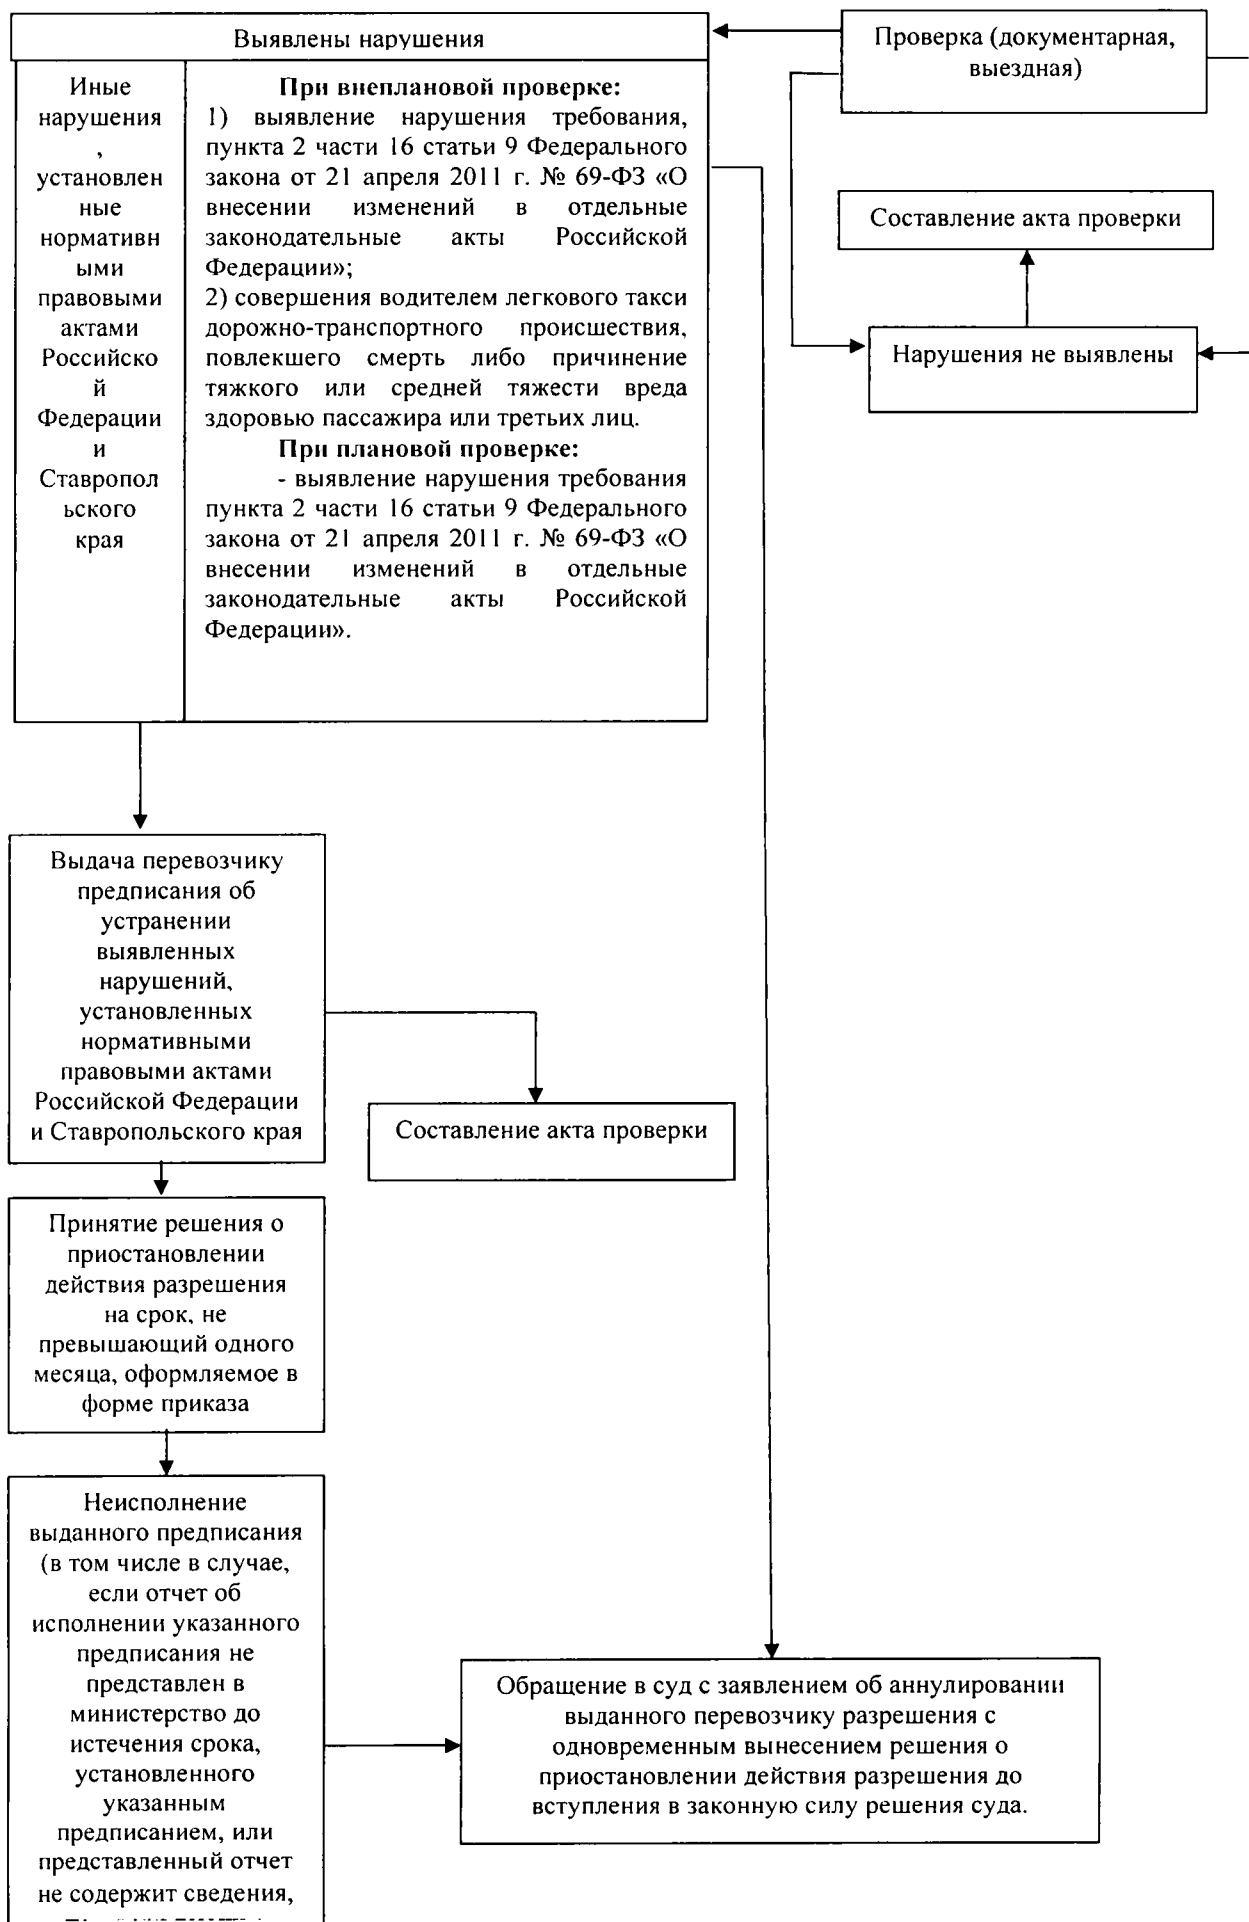 Выявлены нарушения
Проверка (документарная,
выездная)
Иные
нарушения
,
установлен
ные
нормативн
ыми
правовыми
актами
Российско
й
Федерации
и
Ставропол
ьского
края
При внеплановой проверке:
1) выявление нарушения требования,
пункта 2 части 16 статьи 9 Федерального
закона от 21 апреля 2011 г. № 69-ФЗ «О
внесении изменений в отдельные
законодательные акты Российской
Федерации»;
2) совершения водителем легкового такси
дорожно-транспортного происшествия,
повлекшего смерть либо причинение
тяжкого или средней тяжести вреда
здоровью пассажира или третьих лиц.
При плановой проверке:
- выявление нарушения требования
пункта 2 части 16 статьи 9 Федерального
закона от 21 апреля 2011 г. № 69-ФЗ «О
внесении изменений в отдельные
законодательные акты Российской
Федерации».
Составление акта проверки
Нарушения не выявлены
Выдача перевозчику
предписания об
устранении
выявленных
нарушений,
установленных
нормативными
правовыми актами
Российской Федерации
и Ставропольского края
Составление акта проверки
Принятие решения о
приостановлении
действия разрешения
на срок, не
превышающий одного
месяца, оформляемое в
форме приказа
Неисполнение
выданного предписания
(в том числе в случае,
если отчет об
исполнении указанного
предписания не
представлен в
министерство до
истечения срока,
установленного
указанным
предписанием, или
представленный отчет
не содержит сведения,
Обращение в суд с заявлением об аннулировании
выданного перевозчику разрешения с
одновременным вынесением решения о
приостановлении действия разрешения до
вступления в законную силу решения суда.